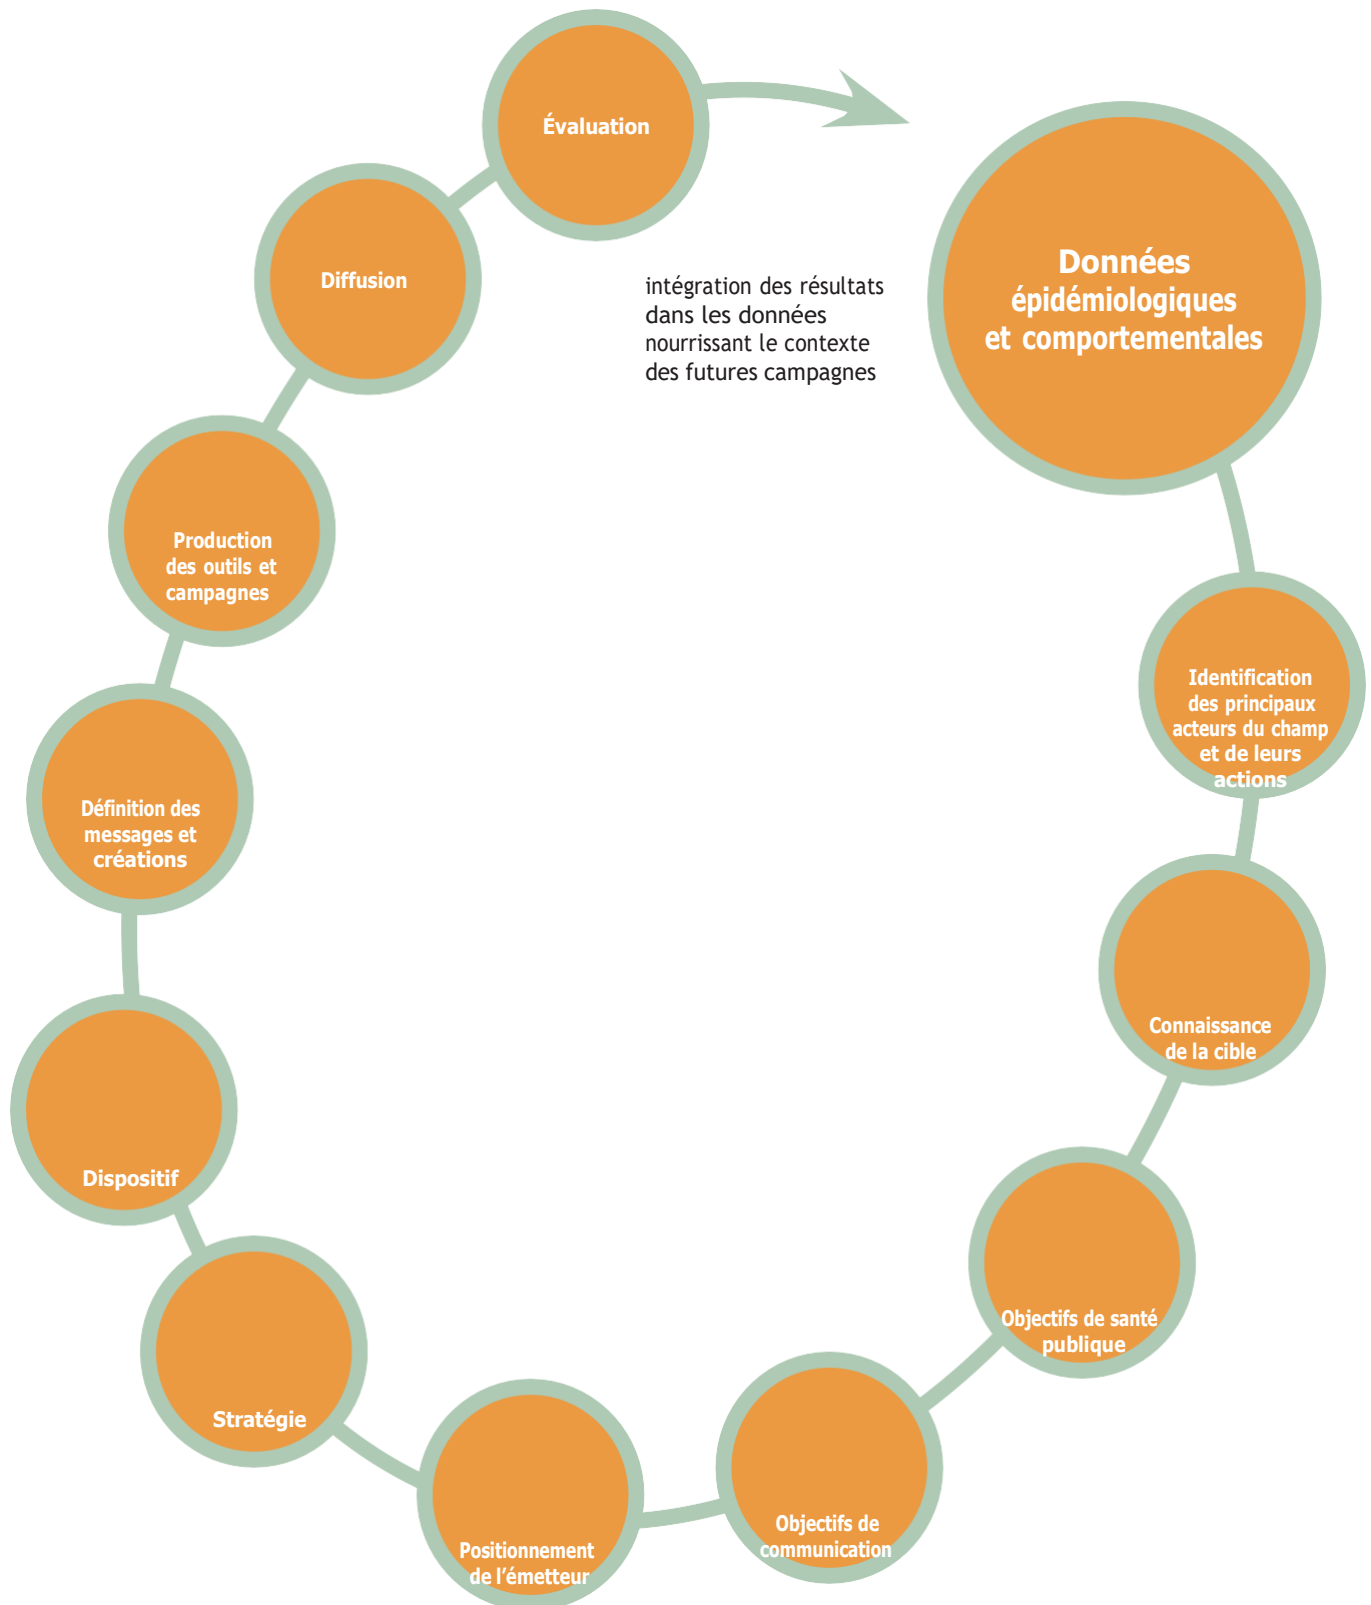 Évaluation
Diffusion
intégration des résultats
dans les données
nourrissant le contexte
des futures campagnes
Données
épidémiologiques
et comportementales
Production
des outils et
campagnes
Identification
des principaux
acteurs du champ
et de leurs
actions
Définition des
messages et
créations
Connaissance
de la cible
Dispositif
Objectifs de santé
publique
Stratégie
Objectifs de
communication
Positionnement
de l’émetteur